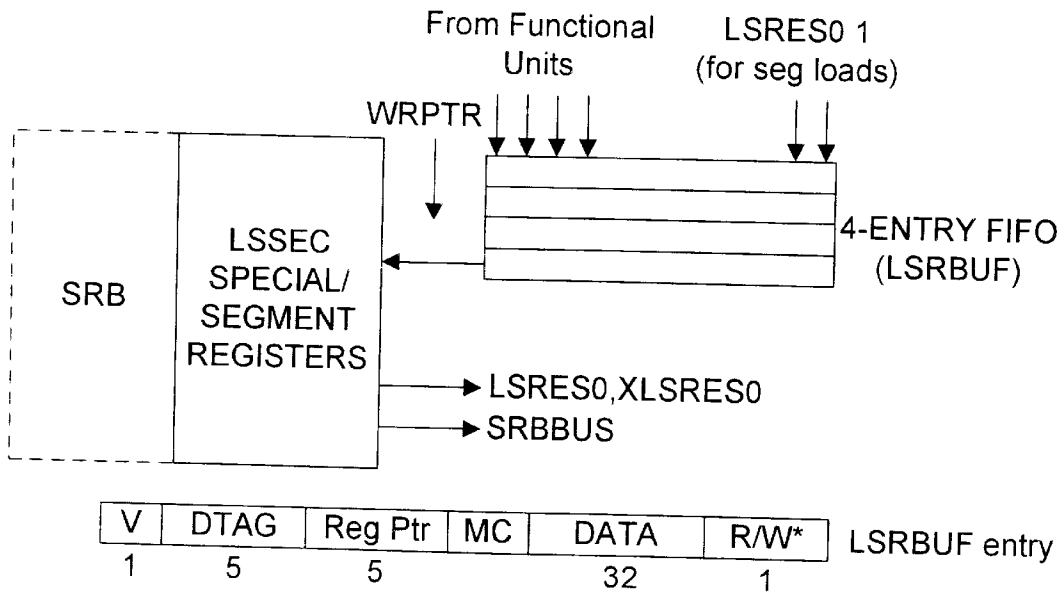 From Functional
Units
LSRES0 1
(for seg loads)
WRPTR
4-ENTRY FIFO
(LSRBUF)
SRB
LSSEC
SPECIAL/
SEGMENT
REGISTERS
LSRES0,XLSRES0
SRBBUS
V DTAG Reg Ptr MC DATA R/W* LSRBUF entry
1 5 5 32 1